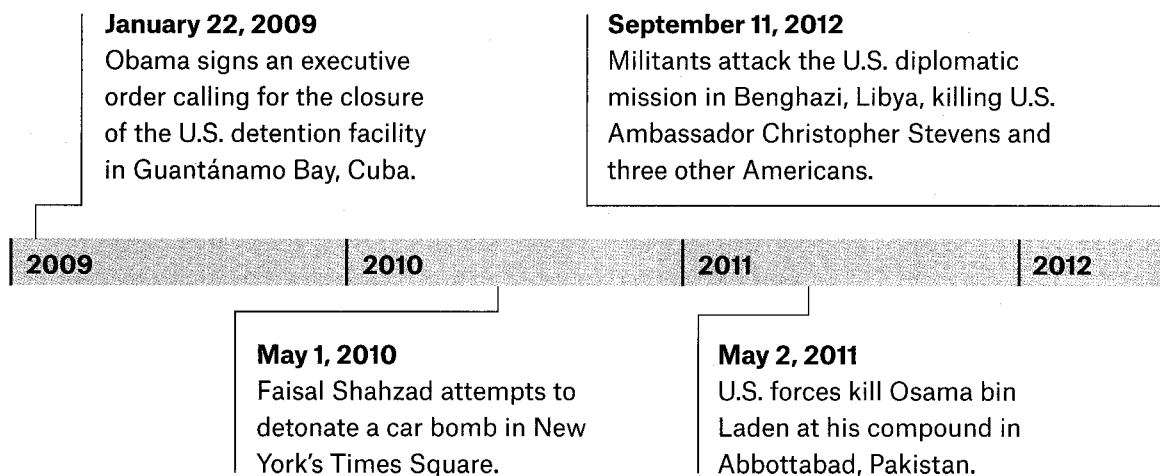 January 22, 2009
Obama signs an executive
order calling for the closure
of the U.S. detention facility
in Guantánamo Bay, Cuba.
September 11, 2012
Militants attack the U.S. diplomatic
mission in Benghazi, Libya, killing U.S.
Ambassador Christopher Stevens and
three other Americans.
2009
2010
2011
2012
May 1, 2010
Faisal Shahzad attempts to
detonate a car bomb in New
York's Times Square.
May 2, 2011
U.S. forces kill Osama bin
Laden at his compound in
Abbottabad, Pakistan.